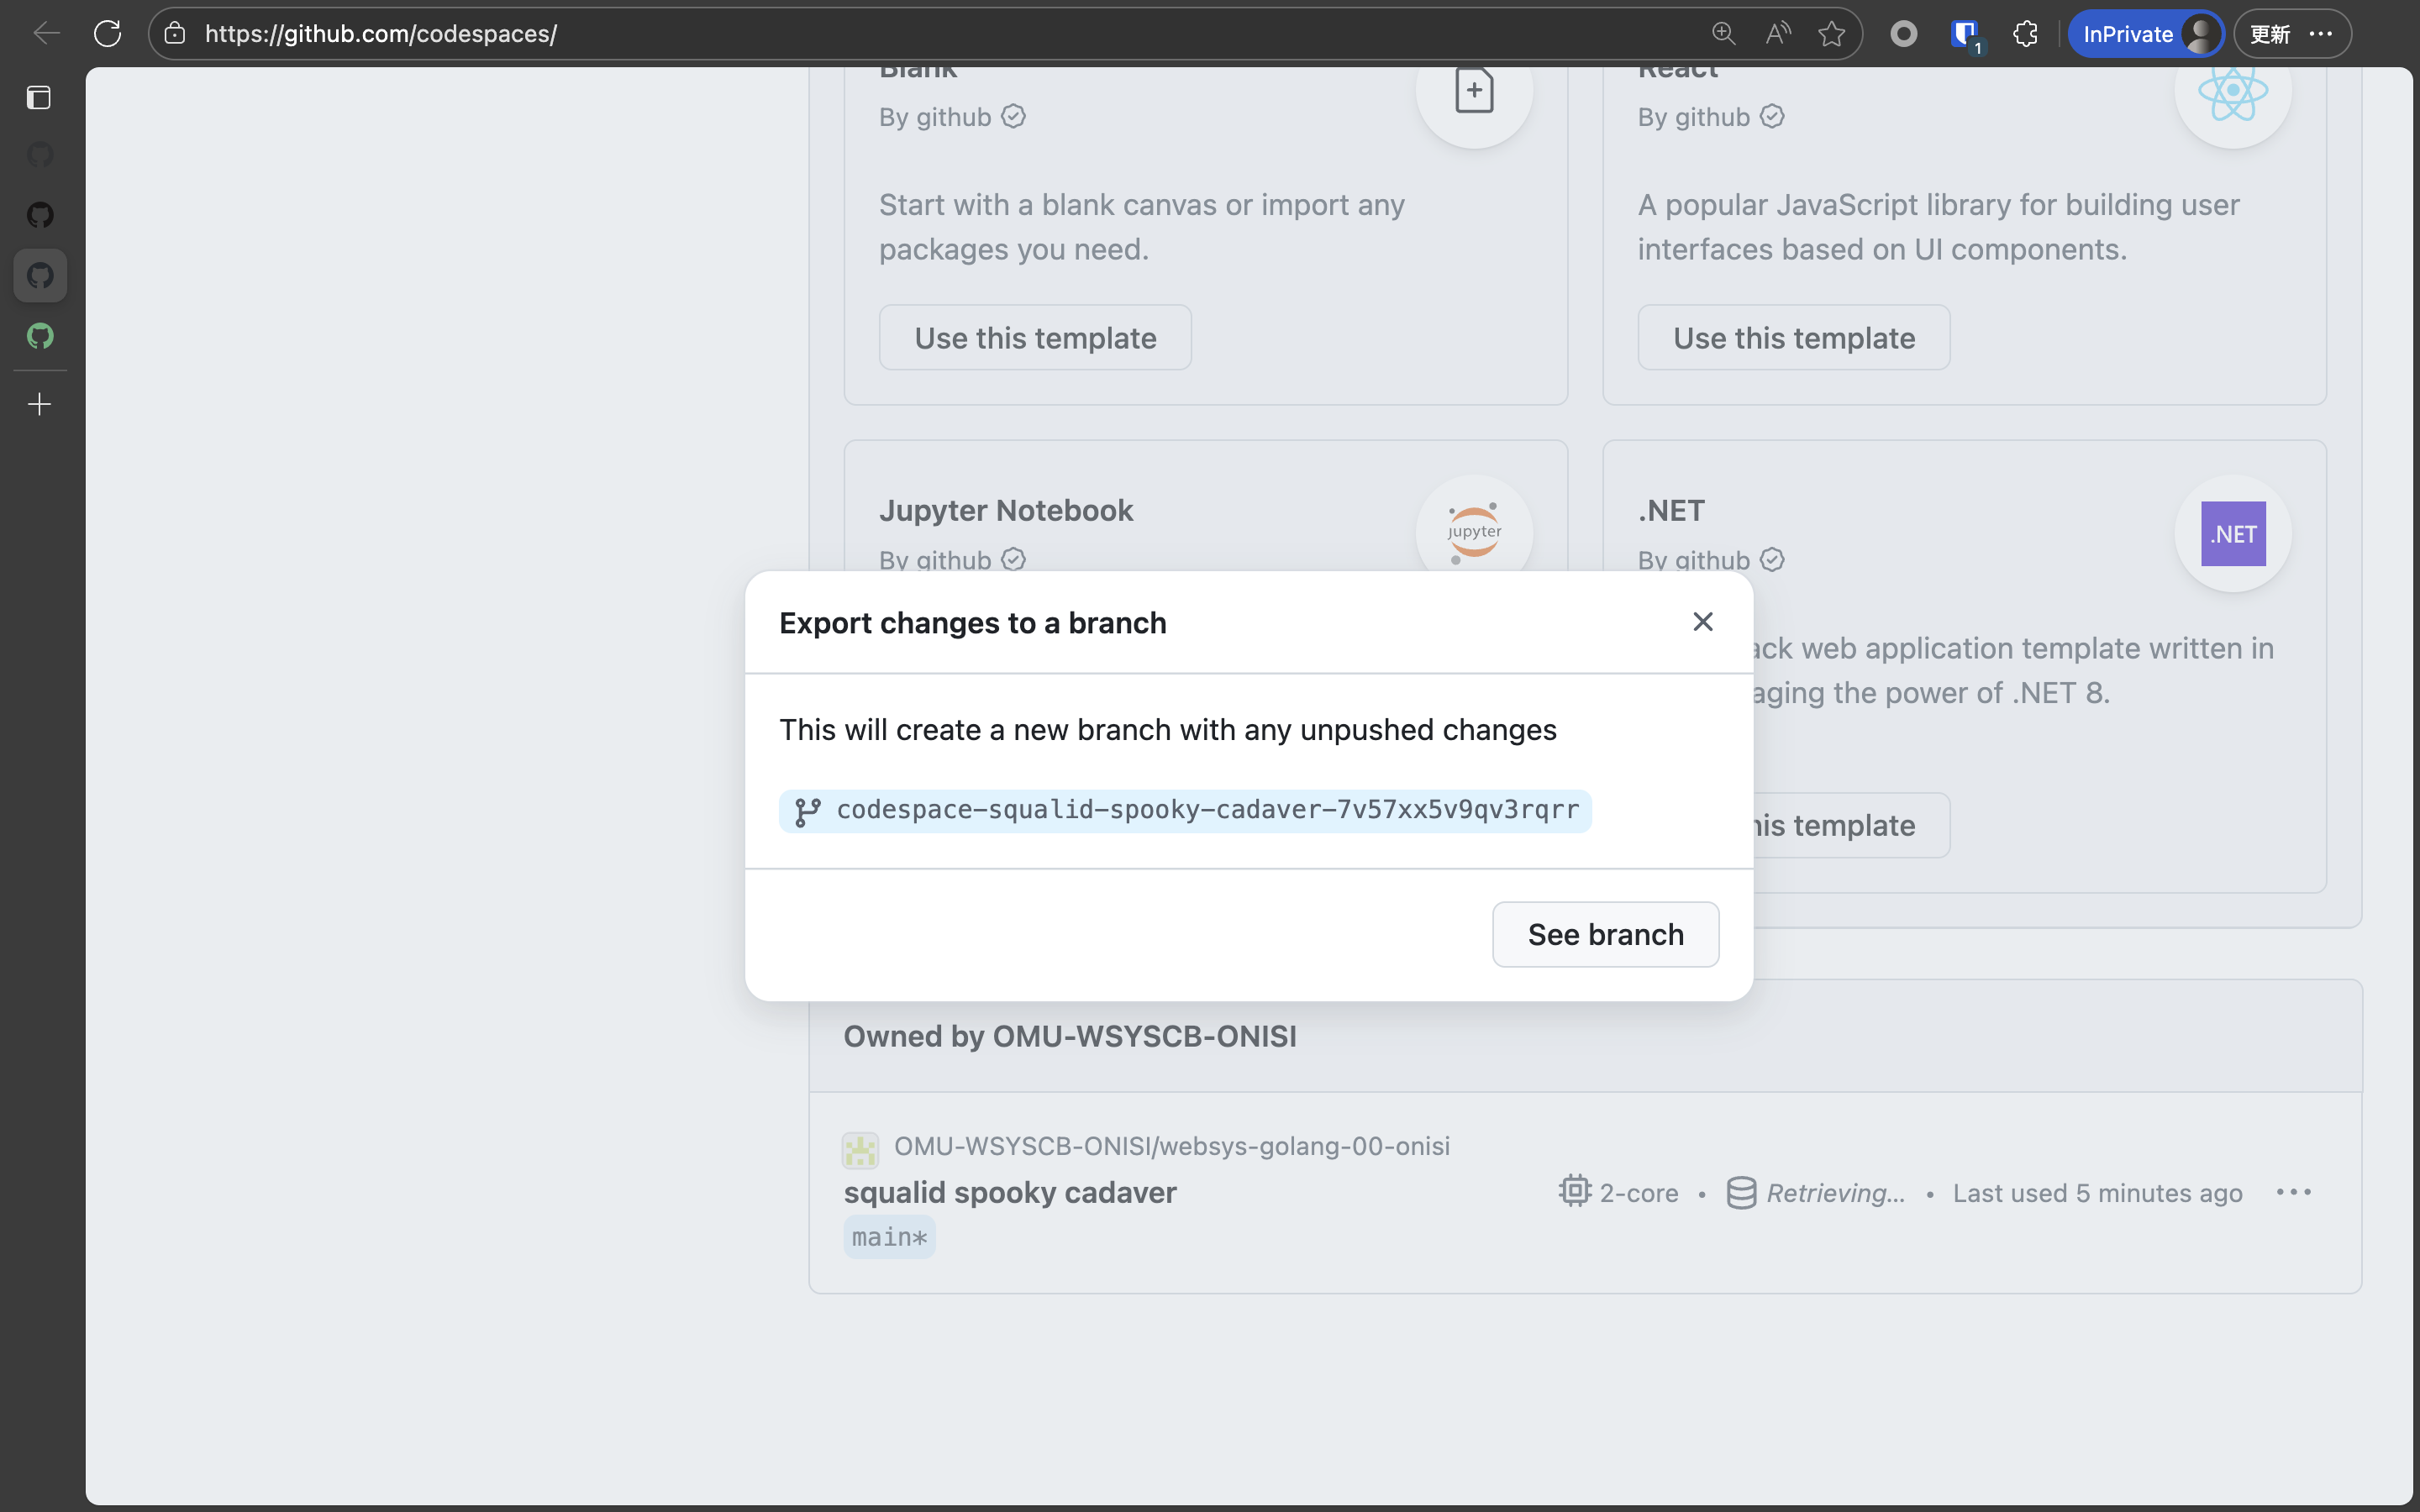 https://github.com/codespaces/
1
InPrivate
更新
Blank
React
By github
By github
Start with a blank canvas or import any
packages you need.
A popular JavaScript library for building user
interfaces based on UI components.
Use this template
Use this template
Jupyter Notebook
jupyter
.NET
.NET
By github
By github
ack web application template written in
aging the power of .NET 8.
his template
Export changes to a branch
This will create a new branch with any unpushed changes
codespace-squalid-spooky-cadaver-7v57xx5v9qv3rqrr
See branch
Owned by OMU-WSYSCB-ONISI
OMU-WSYSCB-ONISI/websys-golang-00-onisi
squalid spooky cadaver
2-core • Retrieving... • Last used 5 minutes ago
main*